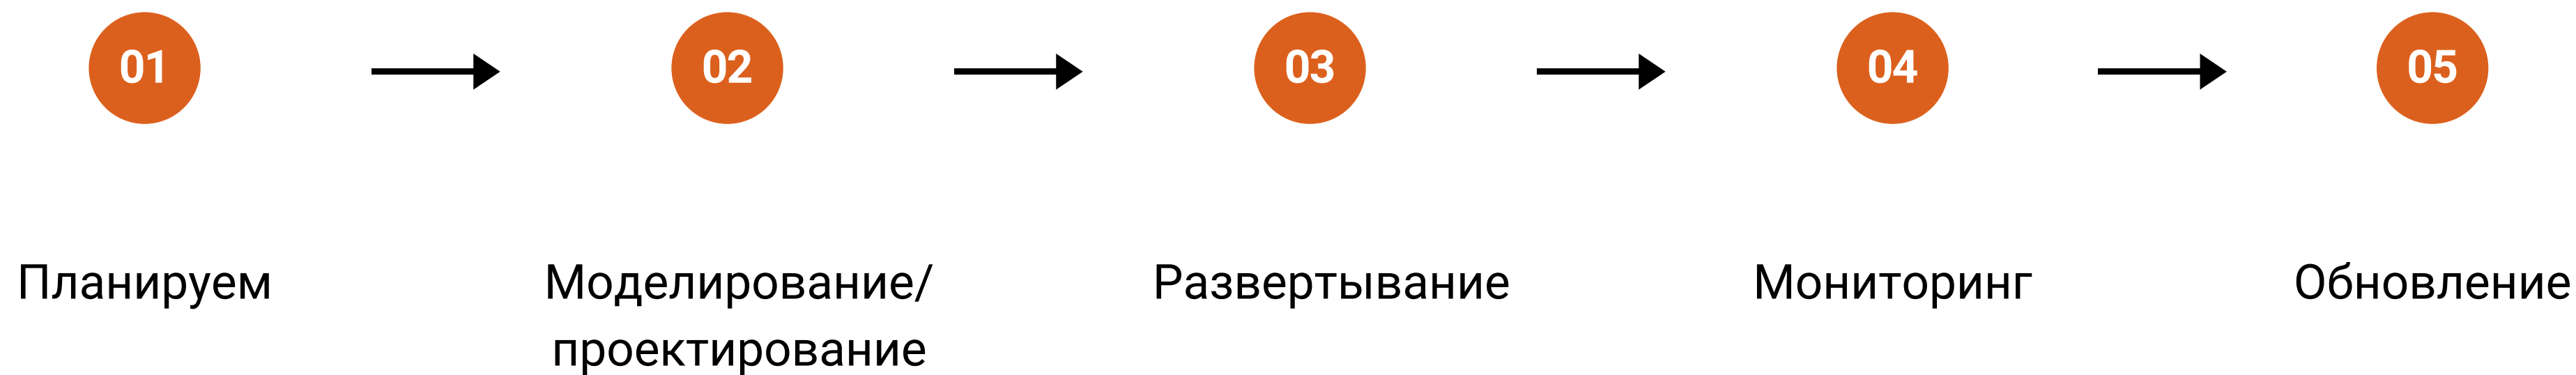 01
02
03
04
05
Планируем
Моделирование/
проектирование
Развертывание
Мониторинг
Обновление